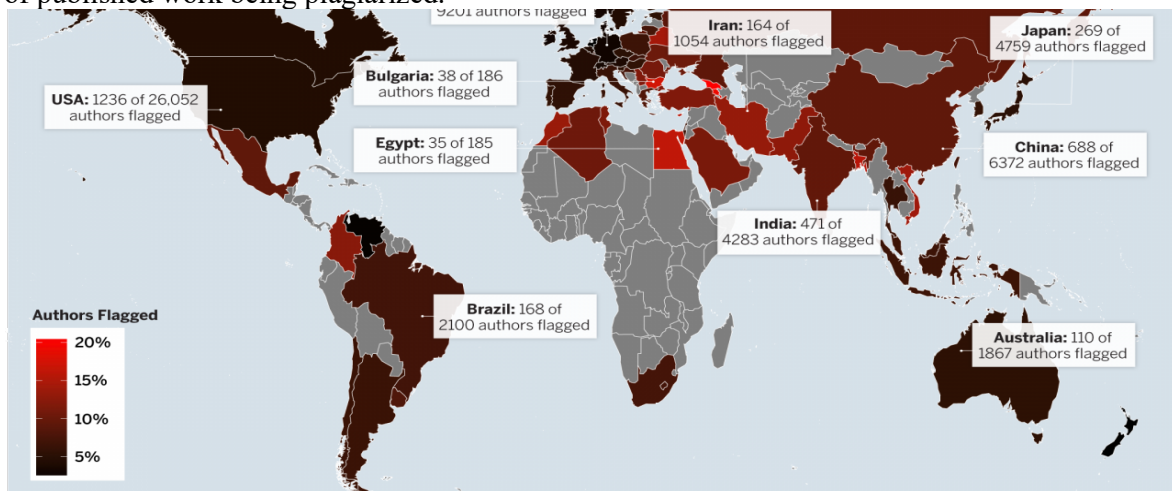 of published work being plagiarized.
9201 authors flagged
Iran: 164 of
1054 authors flagged
Japan: 269 of
4759 authors flagged
Bulgaria: 38 of 186
authors flagged
USA: 1236 of 26,052
authors flagged
Egypt: 35 of 185
authors flagged
China: 688 of
6372 authors flagged
India: 471 of
4283 authors flagged
Brazil: 168 of
2100 authors flagged
Australia: 110 of
1867 authors flagged
Authors Flagged
20%
15%
10%
5%